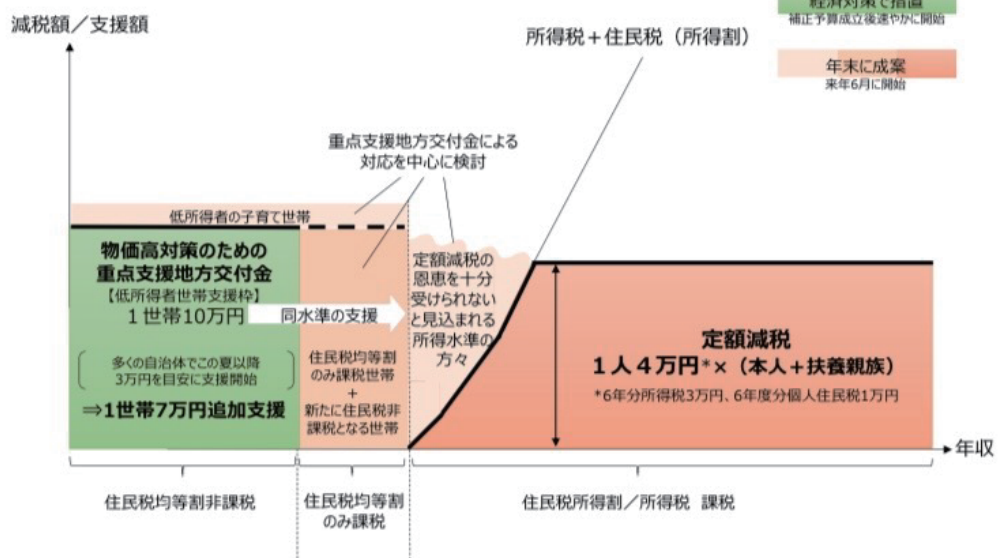 減税額／支援額
経済対策で措置
補正予算成立後速やかに開始
年末に成案
来年6月に開始
所得税＋住民税（所得割）
重点支援地方交付金による
対応を中心に検討
低所得者の子育て世帯
物価高対策のための
重点支援地方交付金
【低所得者世帯支援枠】
１世帯10万円
同水準の支援
多くの自治体でこの夏以降
3万円を目安に支援開始
⇒1世帯7万円追加支援
住民税均等割
のみ課税世帯
+
新たに住民税非
課税となる世帯
定額減税の
恩恵を十分
受けられない
と見込まれる
所得水準の
方々
定額減税
１人４万円*×（本人＋扶養親族）
*6年分所得税3万円、6年度分個人住民税1万円
年収
住民税均等割非課税
住民税均等割
のみ課税
住民税所得割／所得税 課税